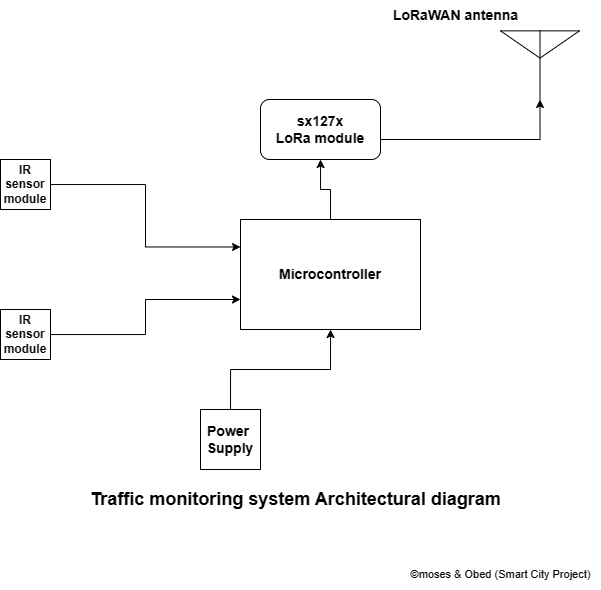 LoRaWAN antenna
sx127x
LoRa module
IR
sensor
module
Microcontroller
IR
sensor
module
Power
Supply
Traffic monitoring system Architectural diagram
©moses & Obed (Smart City Project)